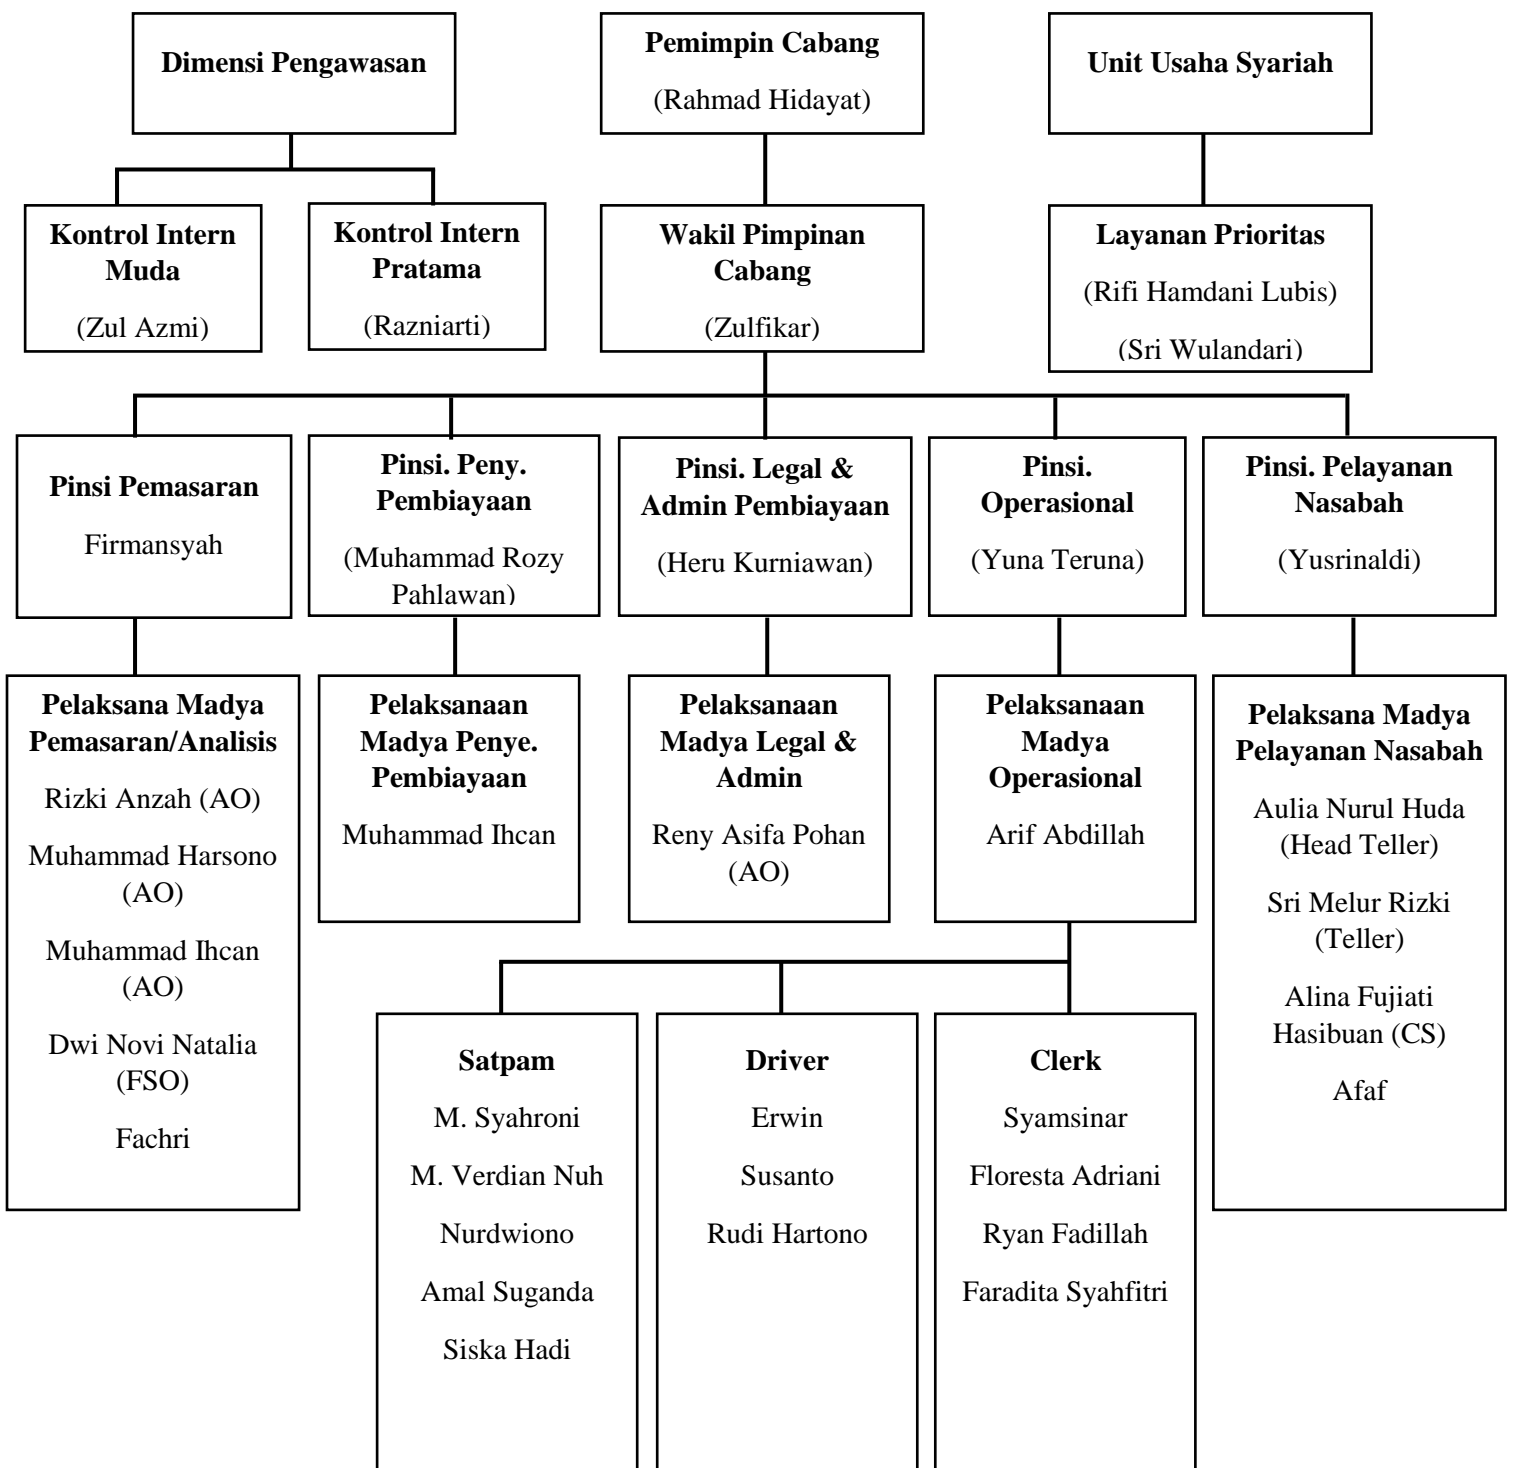 Dimensi Pengawasan
Pemimpin Cabang
(Rahmad Hidayat)
Unit Usaha Syariah
Kontrol Intern
Muda
(Zul Azmi)
Kontrol Intern
Pratama
(Razniarti)
Wakil Pimpinan
Cabang
(Zulfikar)
Layanan Prioritas
(Rifi Hamdani Lubis)
(Sri Wulandari)
Pinsi Pemasaran
Firmansyah
Pinsi. Peny.
Pembiayaan
(Muhammad Rozy
Pahlawan)
Pinsi. Legal &
Admin Pembiayaan
(Heru Kurniawan)
Pinsi.
Operasional
(Yuna Teruna)
Pinsi. Pelayanan
Nasabah
(Yusrinaldi)
Pelaksana Madya
Pemasaran/Analisis
Rizki Anzah (AO)
Muhammad Harsono
(AO)
Muhammad Ihcan
(AO)
Dwi Novi Natalia
(FSO)
Fachri
Pelaksanaan
Madya Penye.
Pembiayaan
Muhammad Ihcan
Pelaksanaan
Madya Legal &
Admin
Reny Asifa Pohan
(AO)
Pelaksanaan
Madya
Operasional
Arif Abdillah
Pelaksana Madya
Pelayanan Nasabah
Aulia Nurul Huda
(Head Teller)
Sri Melur Rizki
(Teller)
Alina Fujiati
Hasibuan (CS)
Afaf
Satpam
M. Syahroni
M. Verdian Nuh
Nurdwiono
Amal Suganda
Siska Hadi
Driver
Erwin
Susanto
Rudi Hartono
Clerk
Syamsinar
Floresta Adriani
Ryan Fadillah
Faradita Syahfitri